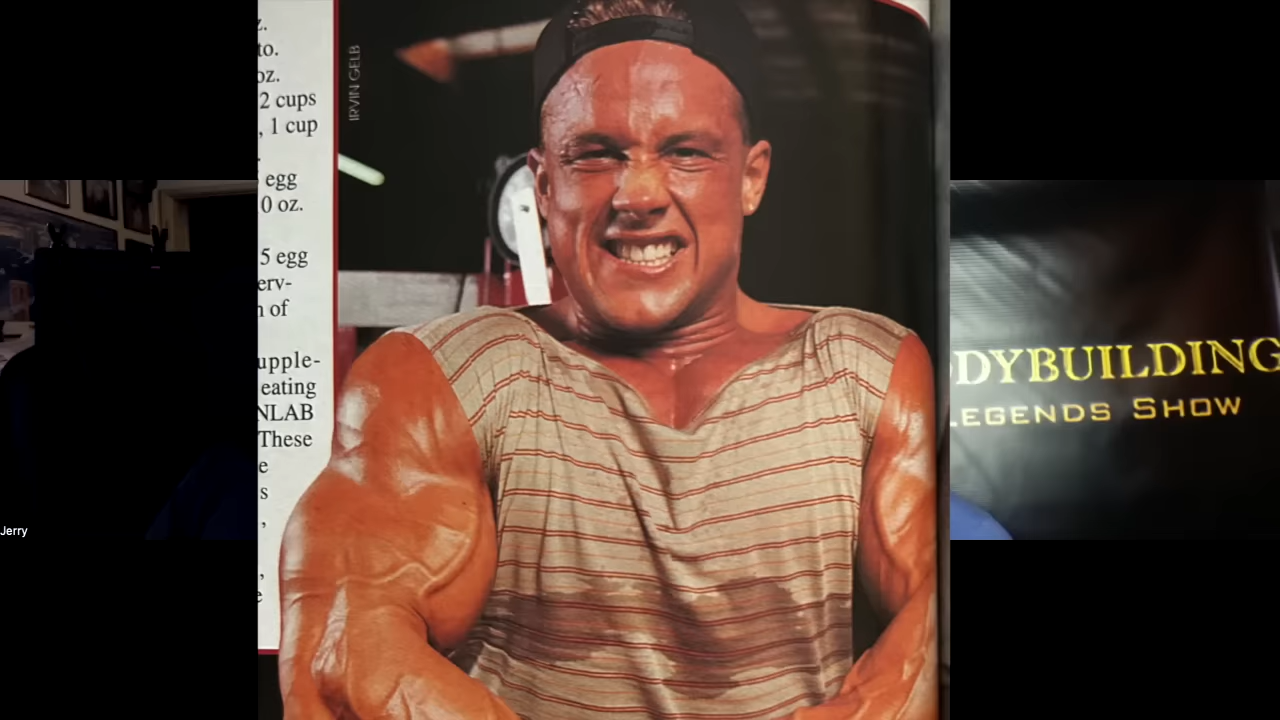 z.
to.
oz.
2 cups
, 1 cup
.
egg
0 oz.
5 egg
erv-
n of
upple-
eating
NLAB
These
e
s
,
,
e
IRVIN GELB
Jerry
DYBUILDING
LEGENDS SHOW